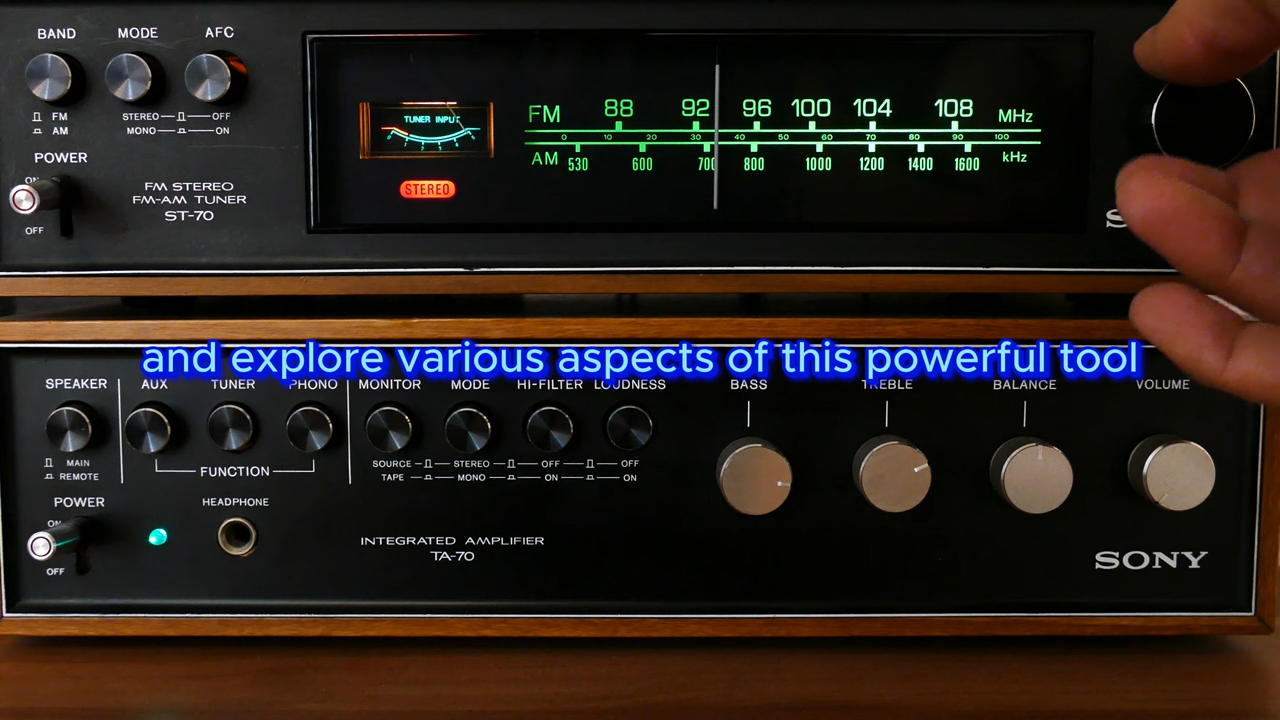 BAND MODE AFC
FM STEREO OFF
AM MONO ON
POWER
ON
OFF
FM STEREO
FM-AM TUNER
ST-70
TUNER INPUT
STEREO
FM 88 92 96 100 104 108 MHz
0 10 20 30 40 50 60 70 80 90 100
AM 530 600 700 800 1000 1200 1400 1600 kHz
and explore various aspects of this powerful tool
SPEAKER AUX TUNER PHONO MONITOR MODE HI-FILTER LOUDNESS BASS TREBLE BALANCE VOLUME
MAIN SOURCE STEREO OFF OFF
REMOTE FUNCTION TAPE MONO ON ON
POWER HEADPHONE
ON
OFF
INTEGRATED AMPLIFIER
TA-70
SONY